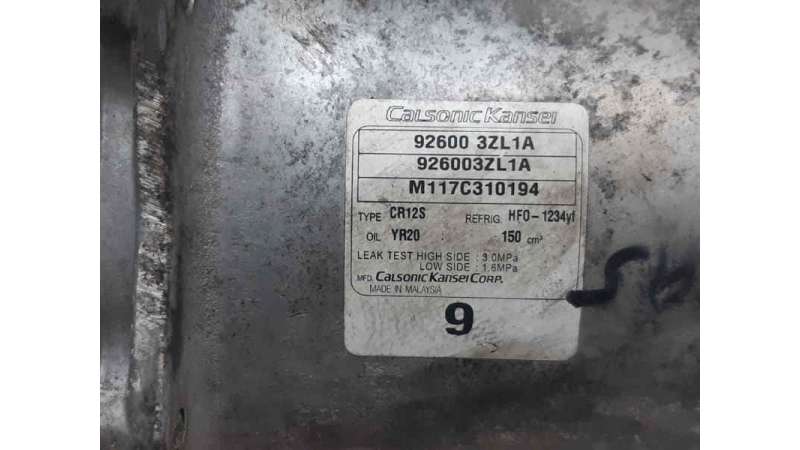 Calsonic Kansei
92600 3ZL1A
926003ZL1A
M117C310194
TYPE CR12S REFRIG. HFO-1234yf
OIL YR20 150 cm³
LEAK TEST HIGH SIDE : 3.0MPa
LOW SIDE : 1.6MPa
MFD. CALSONIC KANSEI CORP.
MADE IN MALAYSIA
9